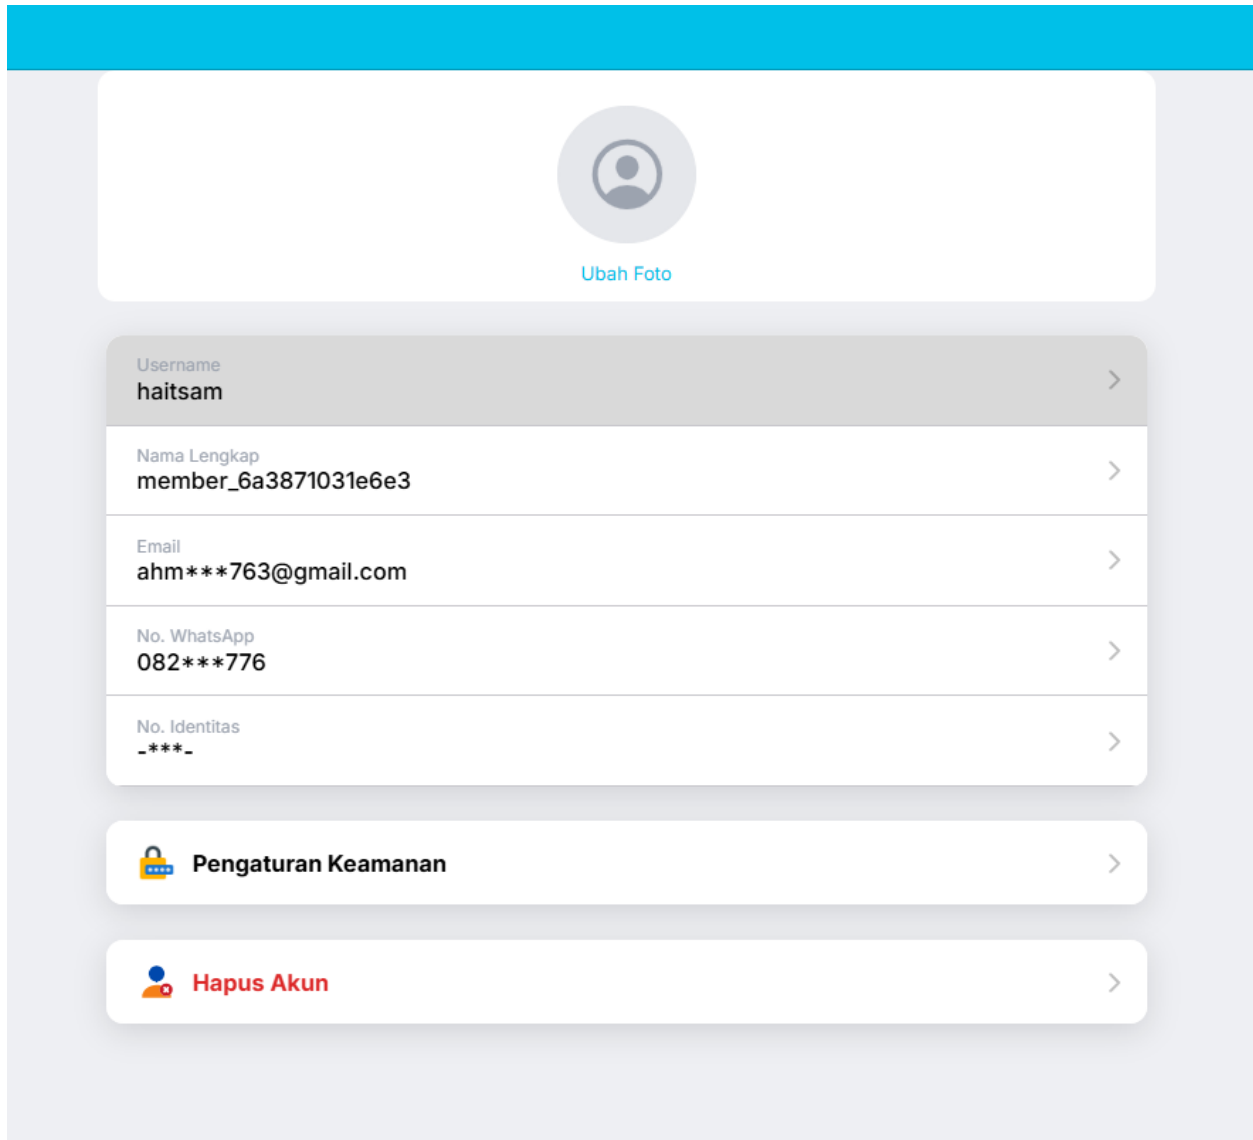 Ubah Foto
Username
haitsam
Nama Lengkap
member_6a3871031e6e3
Email
ahm***763@gmail.com
No. WhatsApp
082***776
No. Identitas
-***-
Pengaturan Keamanan
Hapus Akun